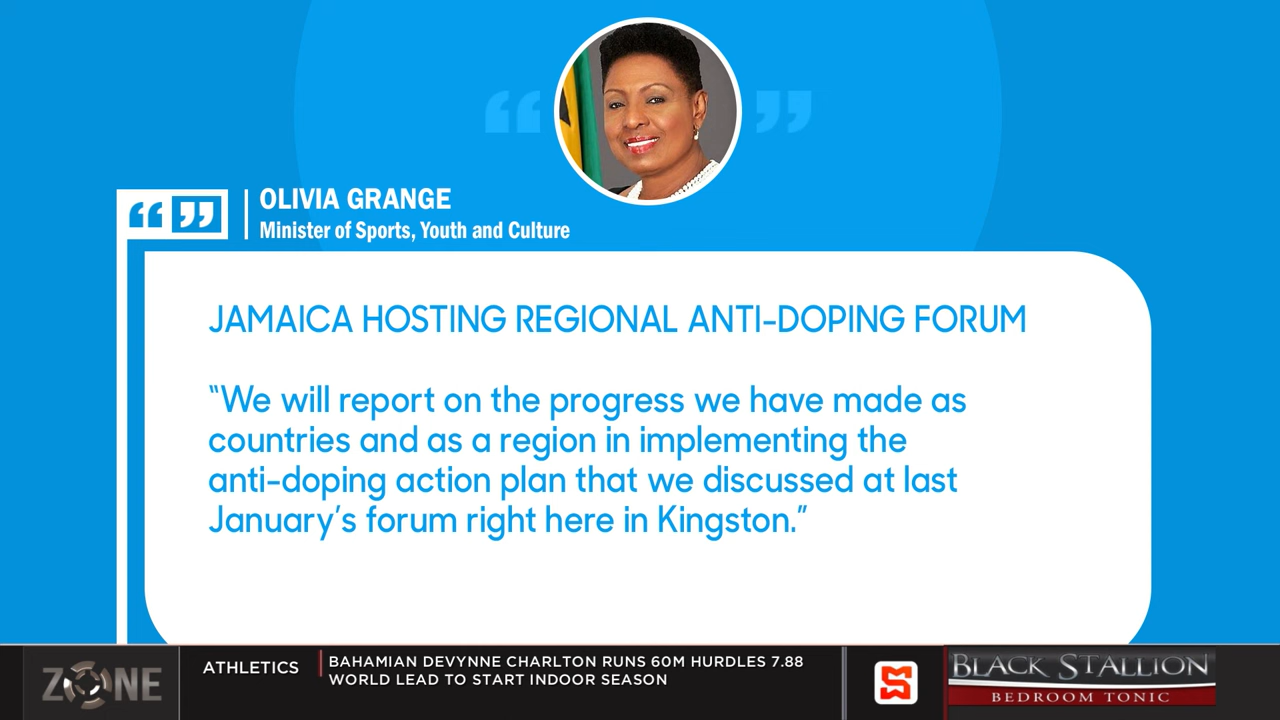 OLIVIA GRANGE
Minister of Sports, Youth and Culture
JAMAICA HOSTING REGIONAL ANTI-DOPING FORUM
“We will report on the progress we have made as
countries and as a region in implementing the
anti-doping action plan that we discussed at last
January's forum right here in Kingston.”
ZONE
ATHLETICS
BAHAMIAN DEVYNNE CHARLTON RUNS 60M HURDLES 7.88
WORLD LEAD TO START INDOOR SEASON
BLACK STALLION
BEDROOM TONIC